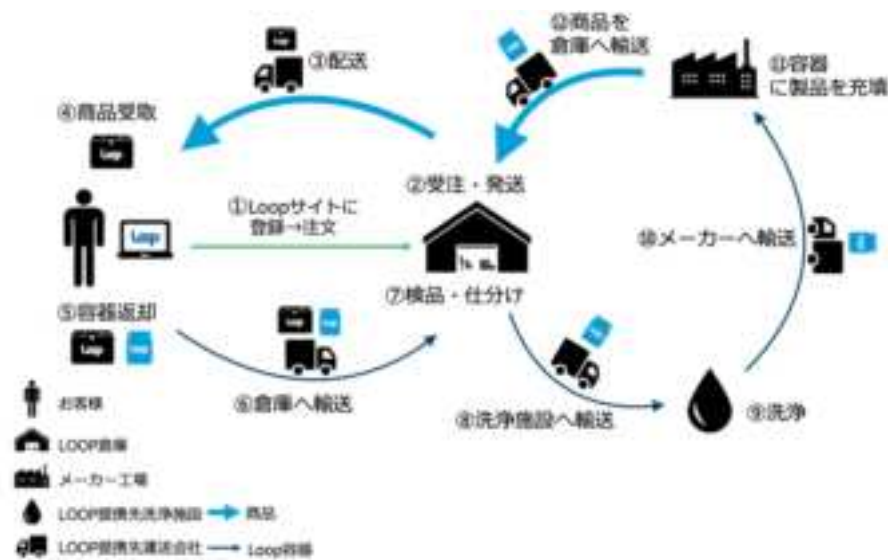 ⑫商品を
倉庫へ輸送
③配送
⑪容器
に製品を充填
④商品受取
Loop
②受注・発送
①Loopサイトに
登録→注文
Loop
⑩メーカーへ輸送
⑦検品・仕分け
⑤容器返却
Loop
Loop
⑥倉庫へ輸送
⑧洗浄施設へ輸送
⑨洗浄
お客様
LOOP倉庫
メーカー工場
LOOP提携先洗浄施設
商品
LOOP提携先運送会社
Loop容器